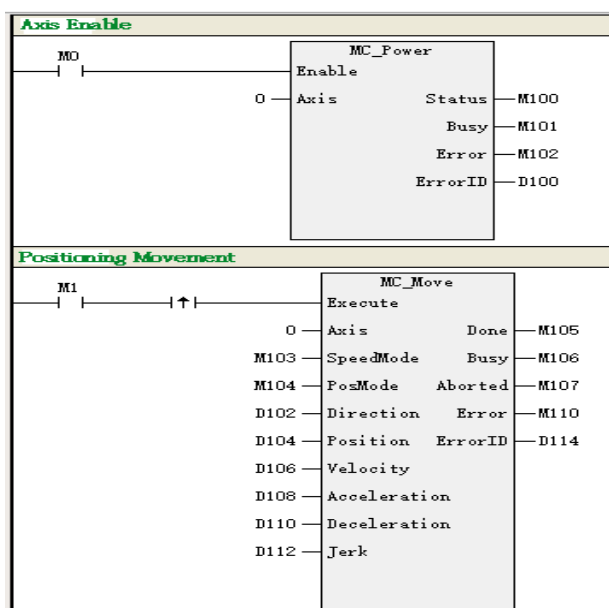 Axis Enable
M0
MC_Power
Enable
0 Axis Status M100
Busy M101
Error M102
ErrorID D100
Positioning Movement
M1
MC_Move
Execute
0 Axis Done M105
M103 SpeedMode Busy M106
M104 PosMode Aborted M107
D102 Direction Error M110
D104 Position ErrorID D114
D106 Velocity
D108 Acceleration
D110 Deceleration
D112 Jerk